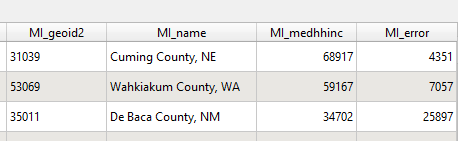 MI_geoid2 MI_name MI_medhhinc MI_error
31039 Cuming County, NE 68917 4351
53069 Wahkiakum County, WA 59167 7057
35011 De Baca County, NM 34702 25897